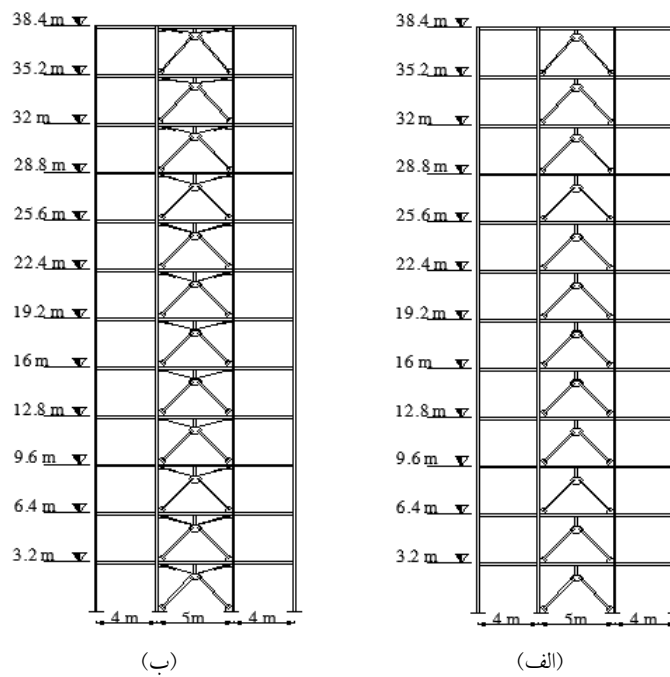 38.4 m
35.2 m
32 m
28.8 m
25.6 m
22.4 m
19.2 m
16 m
12.8 m
9.6 m
6.4 m
3.2 m
4 m 5m 4 m
(ب)
38.4 m
35.2 m
32 m
28.8 m
25.6 m
22.4 m
19.2 m
16 m
12.8 m
9.6 m
6.4 m
3.2 m
4 m 5m 4 m
(الف)